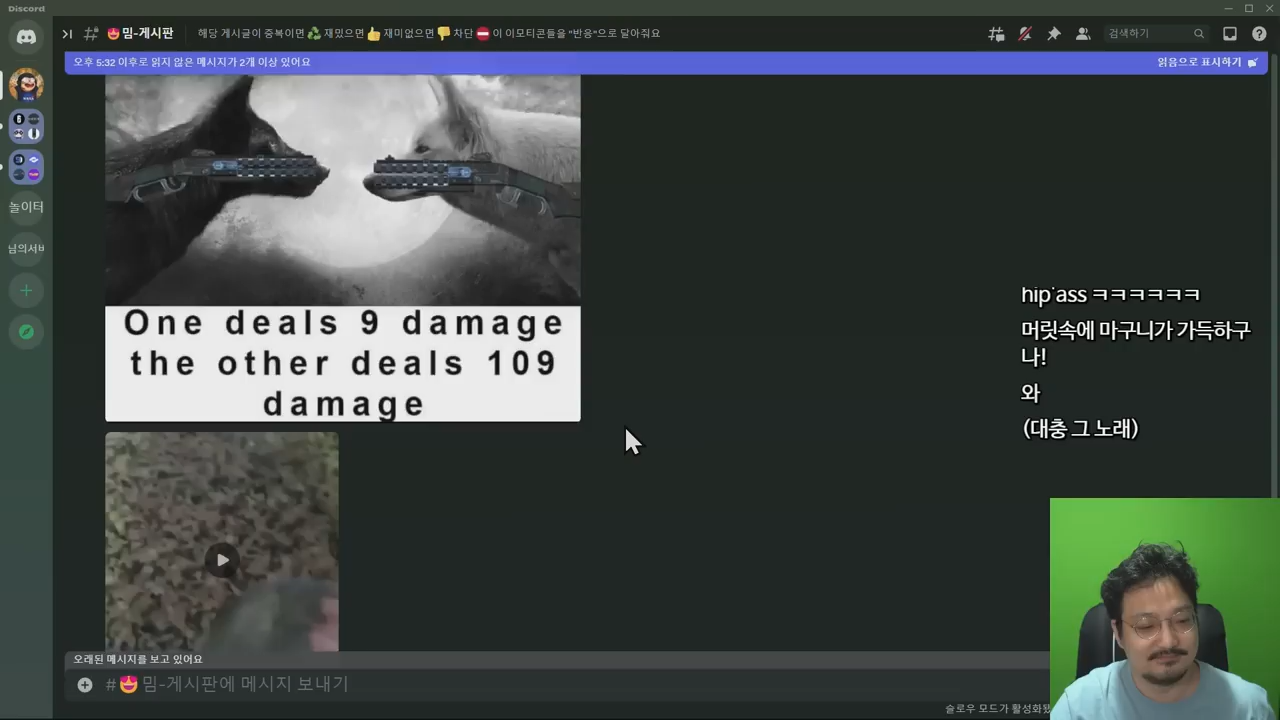 Discord
#😍밈-게시판
해당 게시글이 중복이면♻️ 재밌으면👍 재미없으면👎 차단⛔ 이 이모티콘들을 "반응"으로 달아줘요
검색하기
오후 5:32 이후로 읽지 않은 메시지가 2개 이상 있어요
읽음으로 표시하기
놀이터
님의서버
One deals 9 damage
the other deals 109
damage
hip˙ass ㅋㅋㅋㅋㅋㅋ
머릿속에 마구니가 가득하구
나!
와
(대충 그 노래)
오래된 메시지를 보고 있어요
#😍밈-게시판에 메시지 보내기
슬로우 모드가 활성화됐